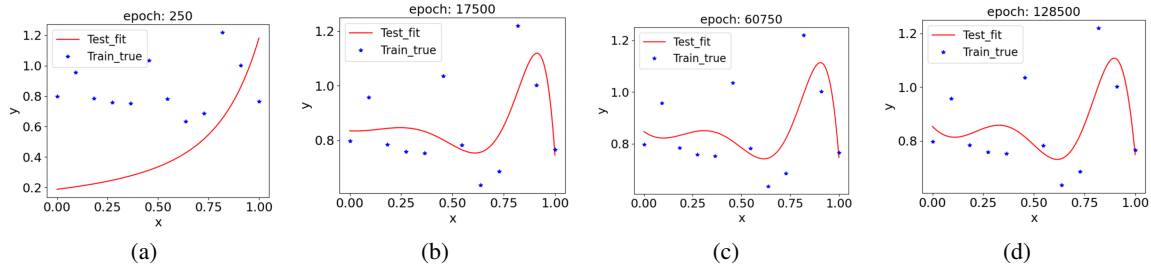 epoch: 250
Test_fit
Train_true
y
1.2
1.0
0.8
0.6
0.4
0.2
0.00 0.25 0.50 0.75 1.00
x
(a)
epoch: 17500
Test_fit
Train_true
y
1.2
1.0
0.8
0.00 0.25 0.50 0.75 1.00
x
(b)
epoch: 60750
Test_fit
Train_true
y
1.2
1.0
0.8
0.00 0.25 0.50 0.75 1.00
x
(c)
epoch: 128500
Test_fit
Train_true
y
1.2
1.0
0.8
0.00 0.25 0.50 0.75 1.00
x
(d)